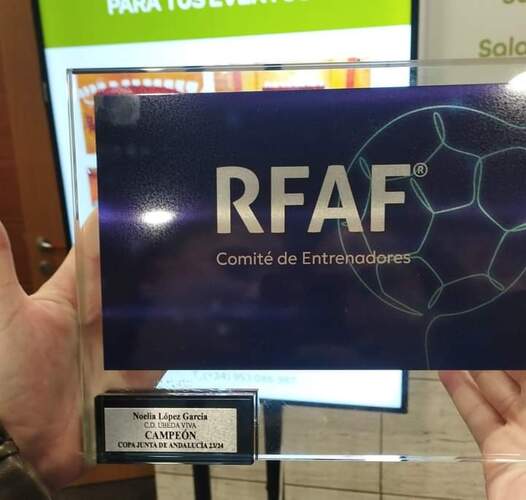 PARA TUS EVENTOS
Sala
RFAF®
Comité de Entrenadores
Noelia López García
C.D. UBEDA VIVA
CAMPEÓN
COPA JUNTA DE ANDALUCÍA 23/24